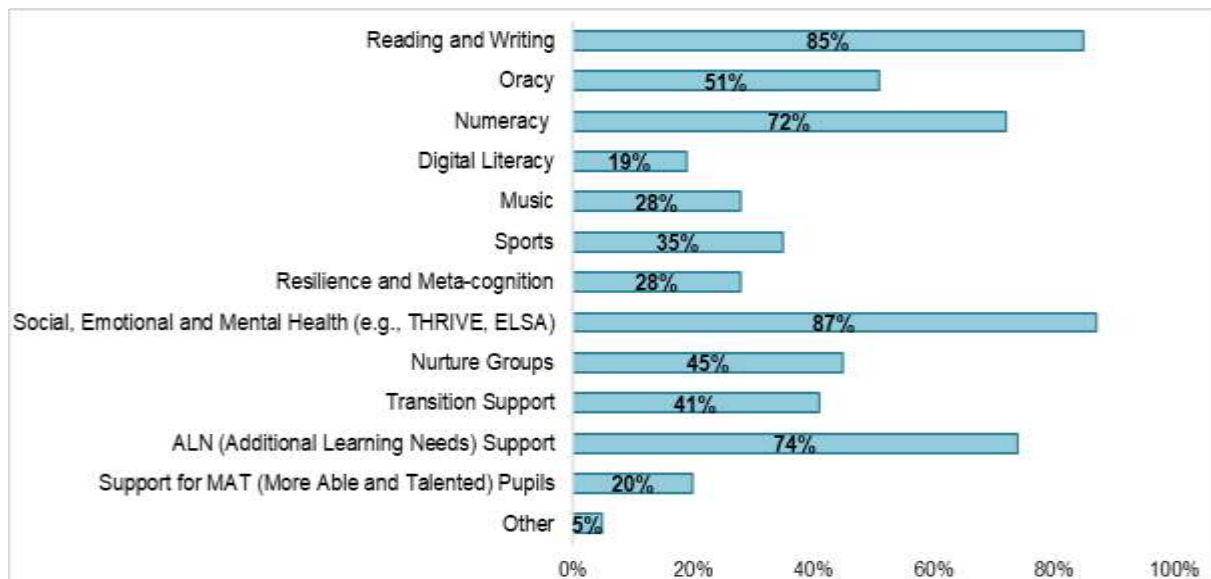 Reading and Writing 85%
Oracy 51%
Numeracy 72%
Digital Literacy 19%
Music 28%
Sports 35%
Resilience and Meta-cognition 28%
Social, Emotional and Mental Health (e.g., THRIVE, ELSA) 87%
Nurture Groups 45%
Transition Support 41%
ALN (Additional Learning Needs) Support 74%
Support for MAT (More Able and Talented) Pupils 20%
Other 5%
0% 20% 40% 60% 80% 100%